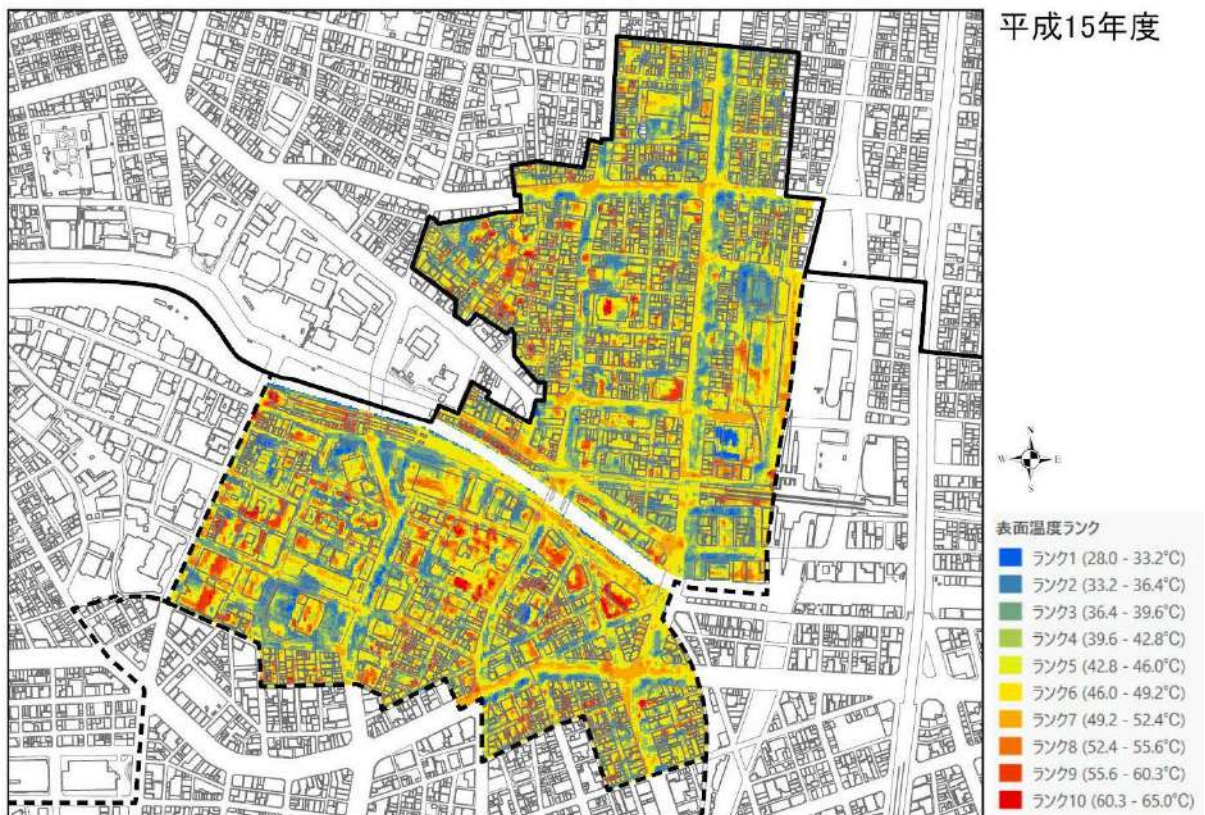 平成15年度
N
W E
S
表面温度ランク
ランク1 (28.0 - 33.2°C)
ランク2 (33.2 - 36.4°C)
ランク3 (36.4 - 39.6°C)
ランク4 (39.6 - 42.8°C)
ランク5 (42.8 - 46.0°C)
ランク6 (46.0 - 49.2°C)
ランク7 (49.2 - 52.4°C)
ランク8 (52.4 - 55.6°C)
ランク9 (55.6 - 60.3°C)
ランク10 (60.3 - 65.0°C)